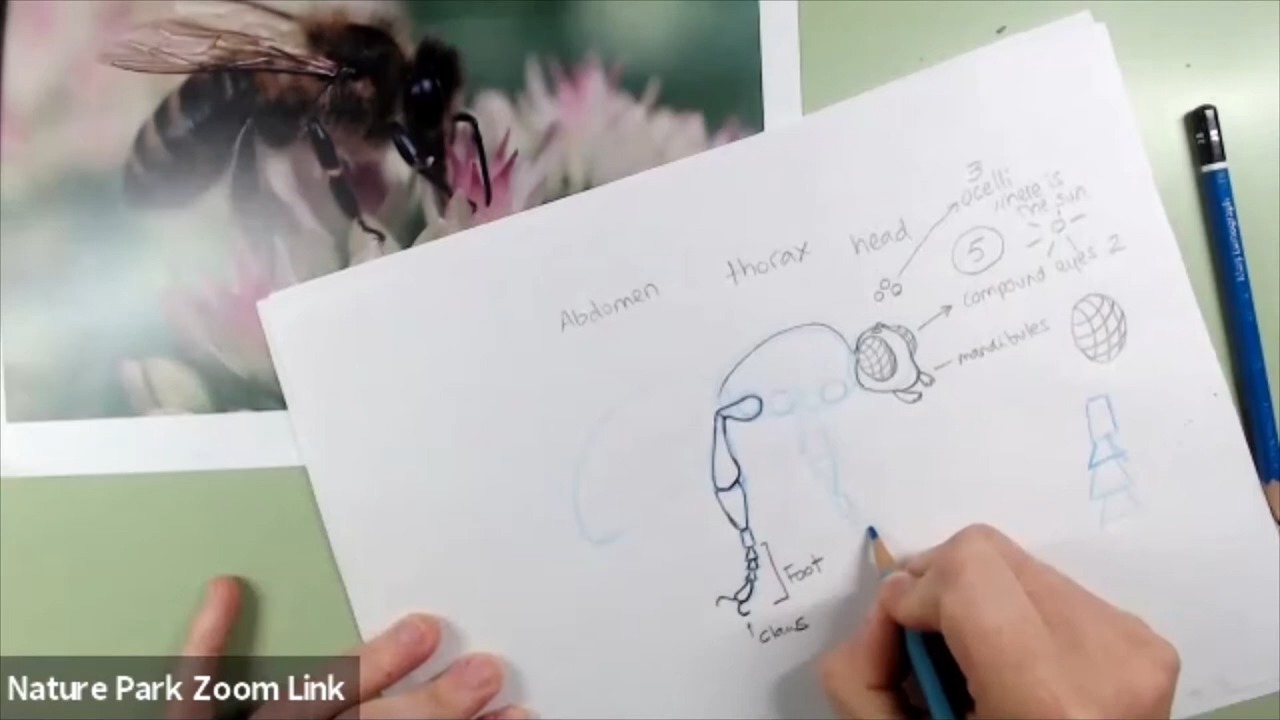 3
ocelli
where is
the sun
5
head
thorax
Abdomen
compound eyes 2
mandibules
Foot
claws
Nature Park Zoom Link